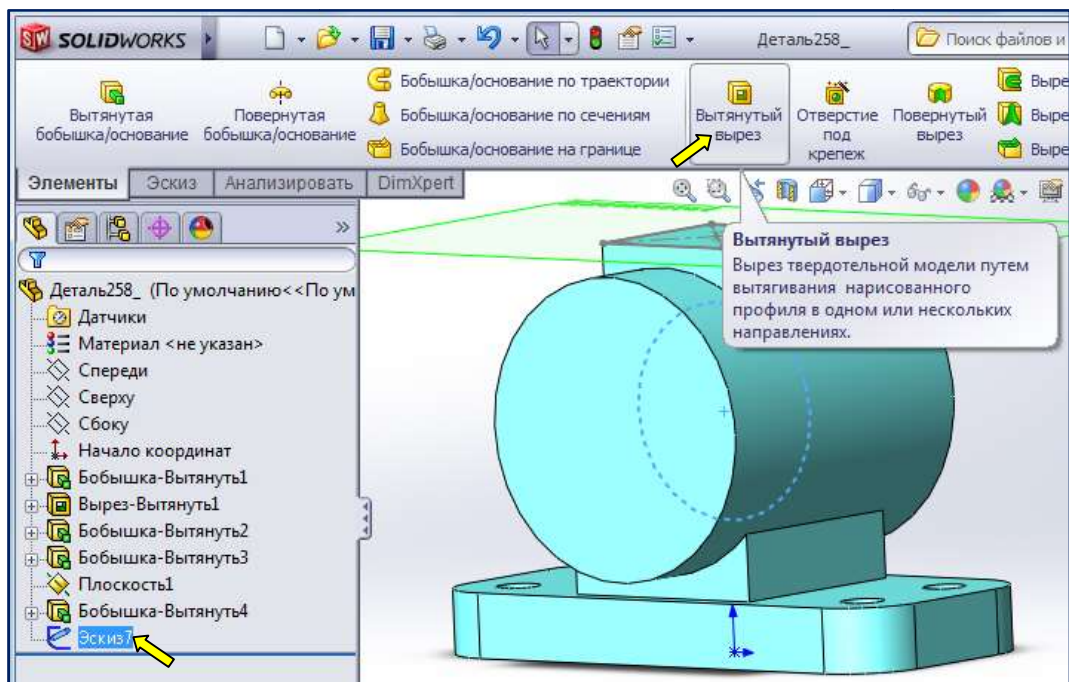 SW SOLIDWORKS
Деталь258_
Поиск файлов и
Вытянутая
бобышка/основание
Повернутая
бобышка/основание
Бобышка/основание по траектории
Бобышка/основание по сечениям
Бобышка/основание на границе
Вытянутый
вырез
Отверстие
под
крепеж
Повернутый
вырез
Выре
Выре
Выре
Элементы
Эскиз
Анализировать
DimXpert
Вытянутый вырез
Вырез твердотельной модели путем
вытягивания нарисованного
профиля в одном или нескольких
направлениях.
Деталь258_ (По умолчанию<<По ум
Датчики
Материал <не указан>
Спереди
Сверху
Сбоку
Начало координат
Бобышка-Вытянуть1
Вырез-Вытянуть1
Бобышка-Вытянуть2
Бобышка-Вытянуть3
Плоскость1
Бобышка-Вытянуть4
Эскиз7